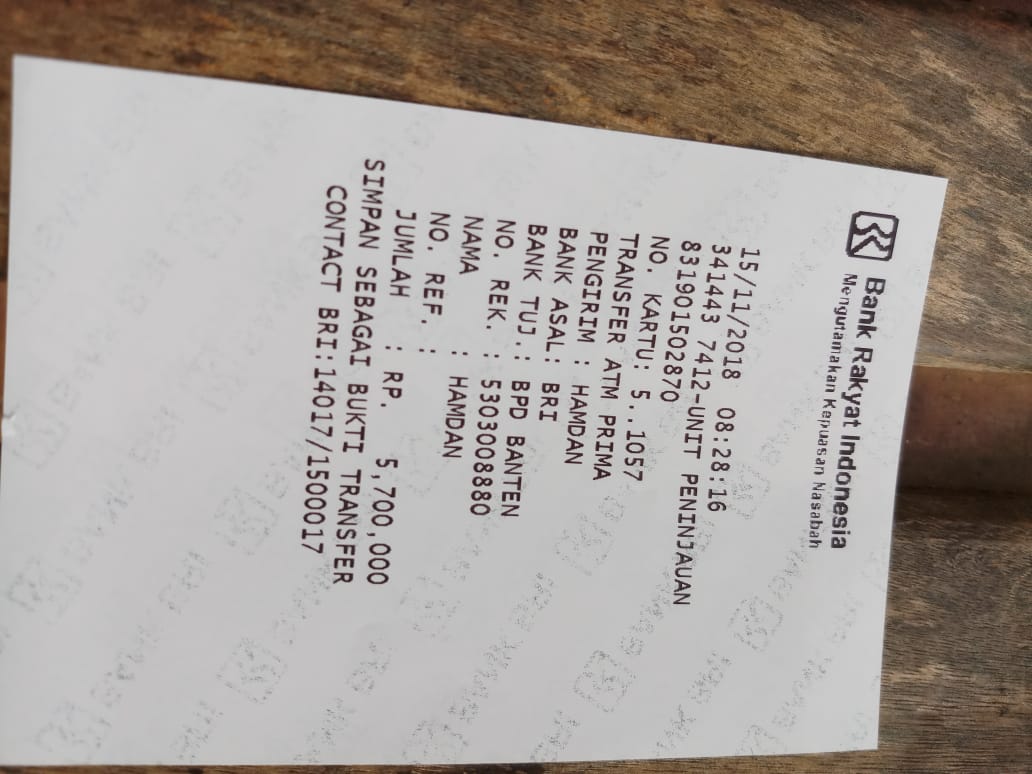 Bank Rakyat Indonesia
Mengutamakan Kepuasan Nasabah
15/11/2018 08:28:16
341443 7412-UNIT PENINJAUAN
831901502870
NO. KARTU: 5..1057
TRANSFER ATM PRIMA
PENGIRIM : HAMDAN
BANK ASAL: BRI
BANK TUJ.: BPD BANTEN
NO. REK. : 5303008880
NAMA : HAMDAN
NO. REF. :
JUMLAH : RP. 5,700,000
SIMPAN SEBAGAI BUKTI TRANSFER
CONTACT BRI:14017/1500017